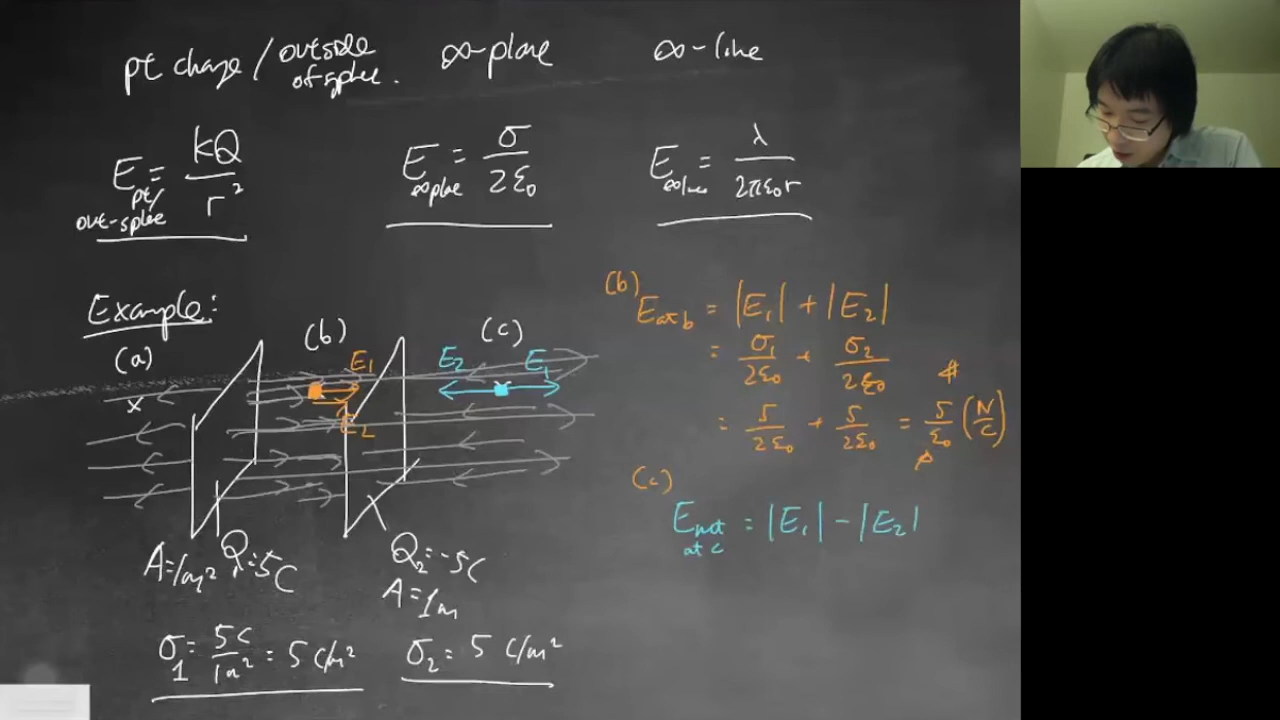 pt charge / outside of sphere.
∞-plane
∞-line
E pt/out-sphere = kQ / r²
E ∞plane = σ / 2ε₀
E ∞line = λ / 2πε₀r
Example:
(a)
(b)
(c)
E₁
E₂
E₂
E₁
x
A=1m² Q₁=5C
Q₂=-5C
A=1m
σ₁ = 5C / 1m² = 5 C/m²
σ₂ = 5 C/m²
(b)
E at b = |E₁| + |E₂|
= σ₁ / 2ε₀ + σ₂ / 2ε₀
= 5 / 2ε₀ + 5 / 2ε₀ = 5 / ε₀ (N/C)
(c)
E net at c = |E₁| - |E₂|